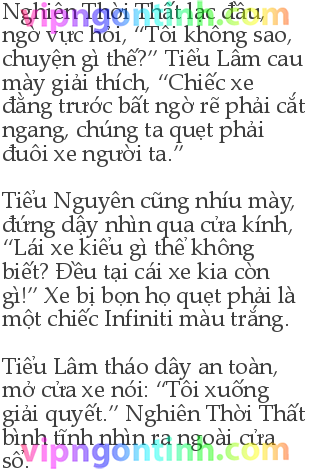 Nghiên Thời Thất lắc đầu,
ngờ vực hỏi, “Tôi không sao,
chuyện gì thế?” Tiểu Lâm cau
mày giải thích, “Chiếc xe
đằng trước bất ngờ rẽ phải cắt
ngang, chúng ta quẹt phải
đuôi xe người ta.”
Tiểu Nguyên cũng nhíu mày,
đứng dậy nhìn qua cửa kính,
“Lái xe kiểu gì thể không
biết? Đều tại cái xe kia còn
gì!” Xe bị bọn họ quẹt phải là
một chiếc Infiniti màu trắng.
Tiểu Lâm tháo dây an toàn,
mở cửa xe nói: “Tôi xuống
giải quyết.” Nghiên Thời Thất
bình tĩnh nhìn ra ngoài cửa
sổ.
vipngontinh.com